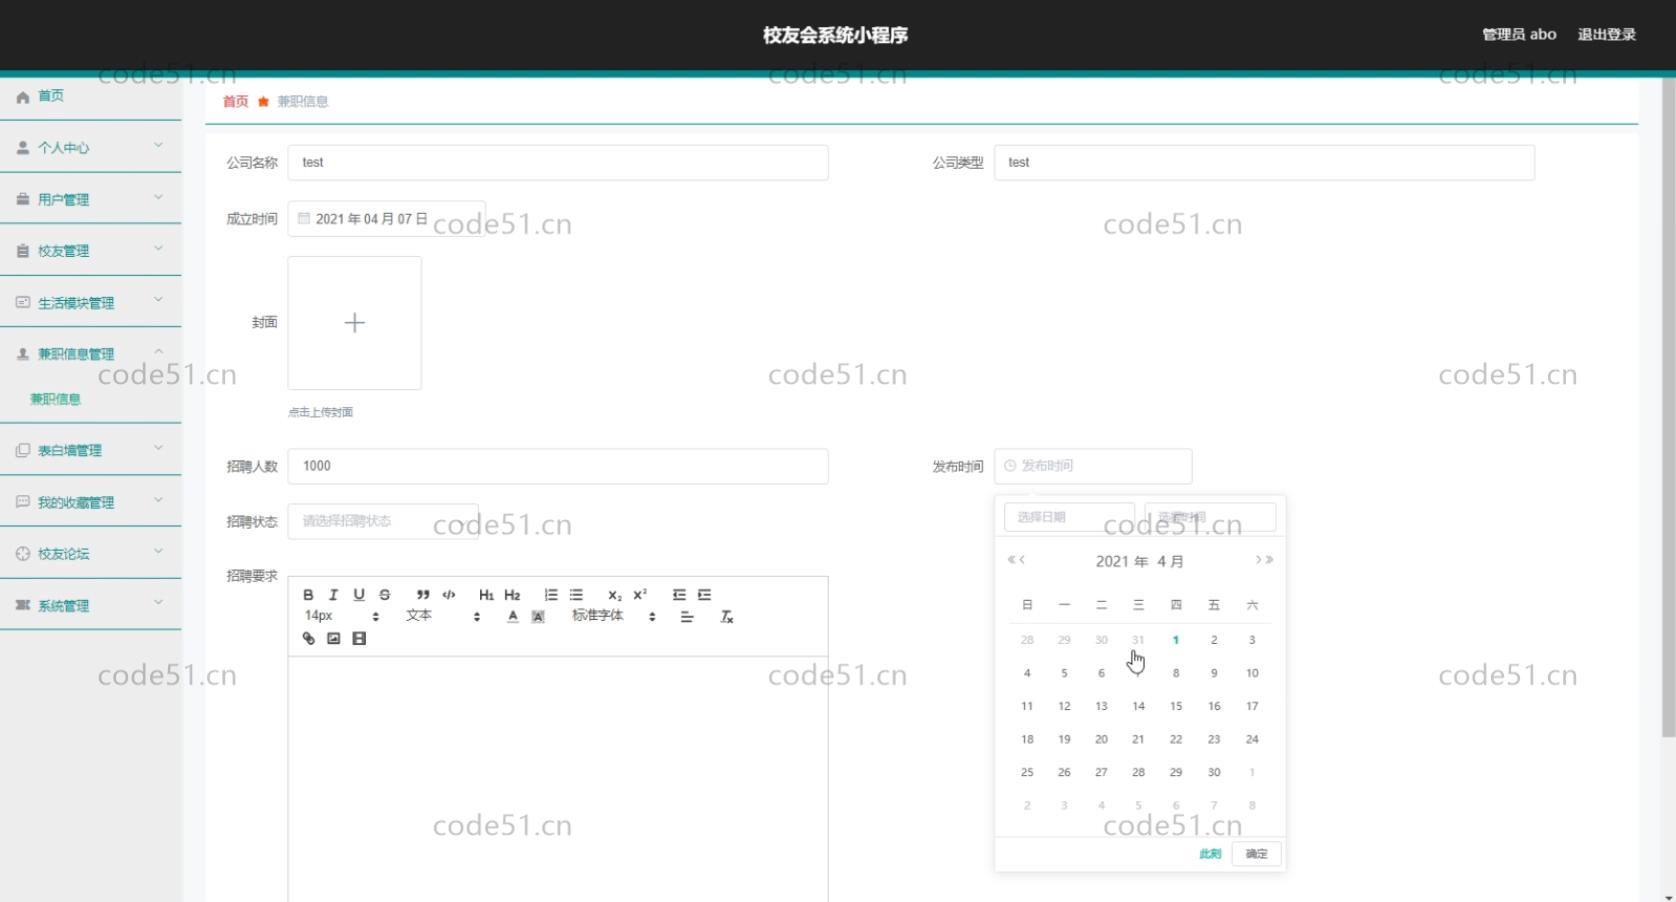 校友会系统小程序
管理员 abo 退出登录
code51.cn code51.cn code51.cn
首页
个人中心
用户管理
校友管理
生活模块管理
兼职信息管理
兼职信息
表白墙管理
我的收藏管理
校友论坛
系统管理
首页 兼职信息
公司名称 test 公司类型 test
成立时间 2021 年 04 月 07 日
code51.cn code51.cn
封面
code51.cn code51.cn code51.cn
点击上传封面
招聘人数 1000 发布时间 发布时间
招聘状态 请选择招聘状态
选择日期 选择时间
code51.cn code51.cn
招聘要求
B I U S ” </> H1 H2 x₂ x²
14px 文本 A A 标准字体 Tx
2021 年 4 月
日 一 二 三 四 五 六
28 29 30 31 1 2 3
4 5 6 7 8 9 10
code51.cn code51.cn code51.cn
11 12 13 14 15 16 17
18 19 20 21 22 23 24
25 26 27 28 29 30 1
2 3 4 5 6 7 8
code51.cn code51.cn
此刻 确定